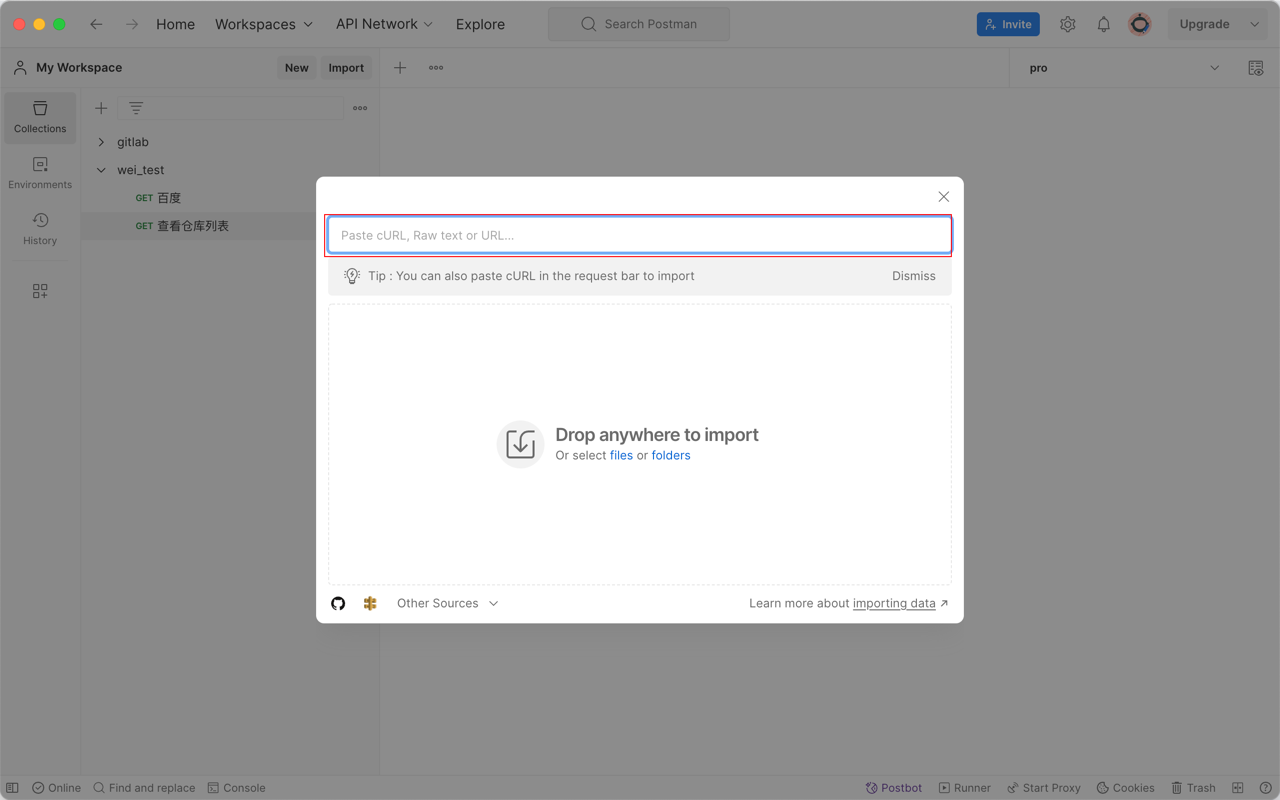 Home Workspaces API Network Explore Search Postman Invite Upgrade
My Workspace New Import pro
Collections
gitlab
wei_test
Environments
GET 百度
GET 查看仓库列表
History
Paste cURL, Raw text or URL...
Tip : You can also paste cURL in the request bar to import Dismiss
Drop anywhere to import
Or select files or folders
Other Sources Learn more about importing data
Online Find and replace Console Postbot Runner Start Proxy Cookies Trash